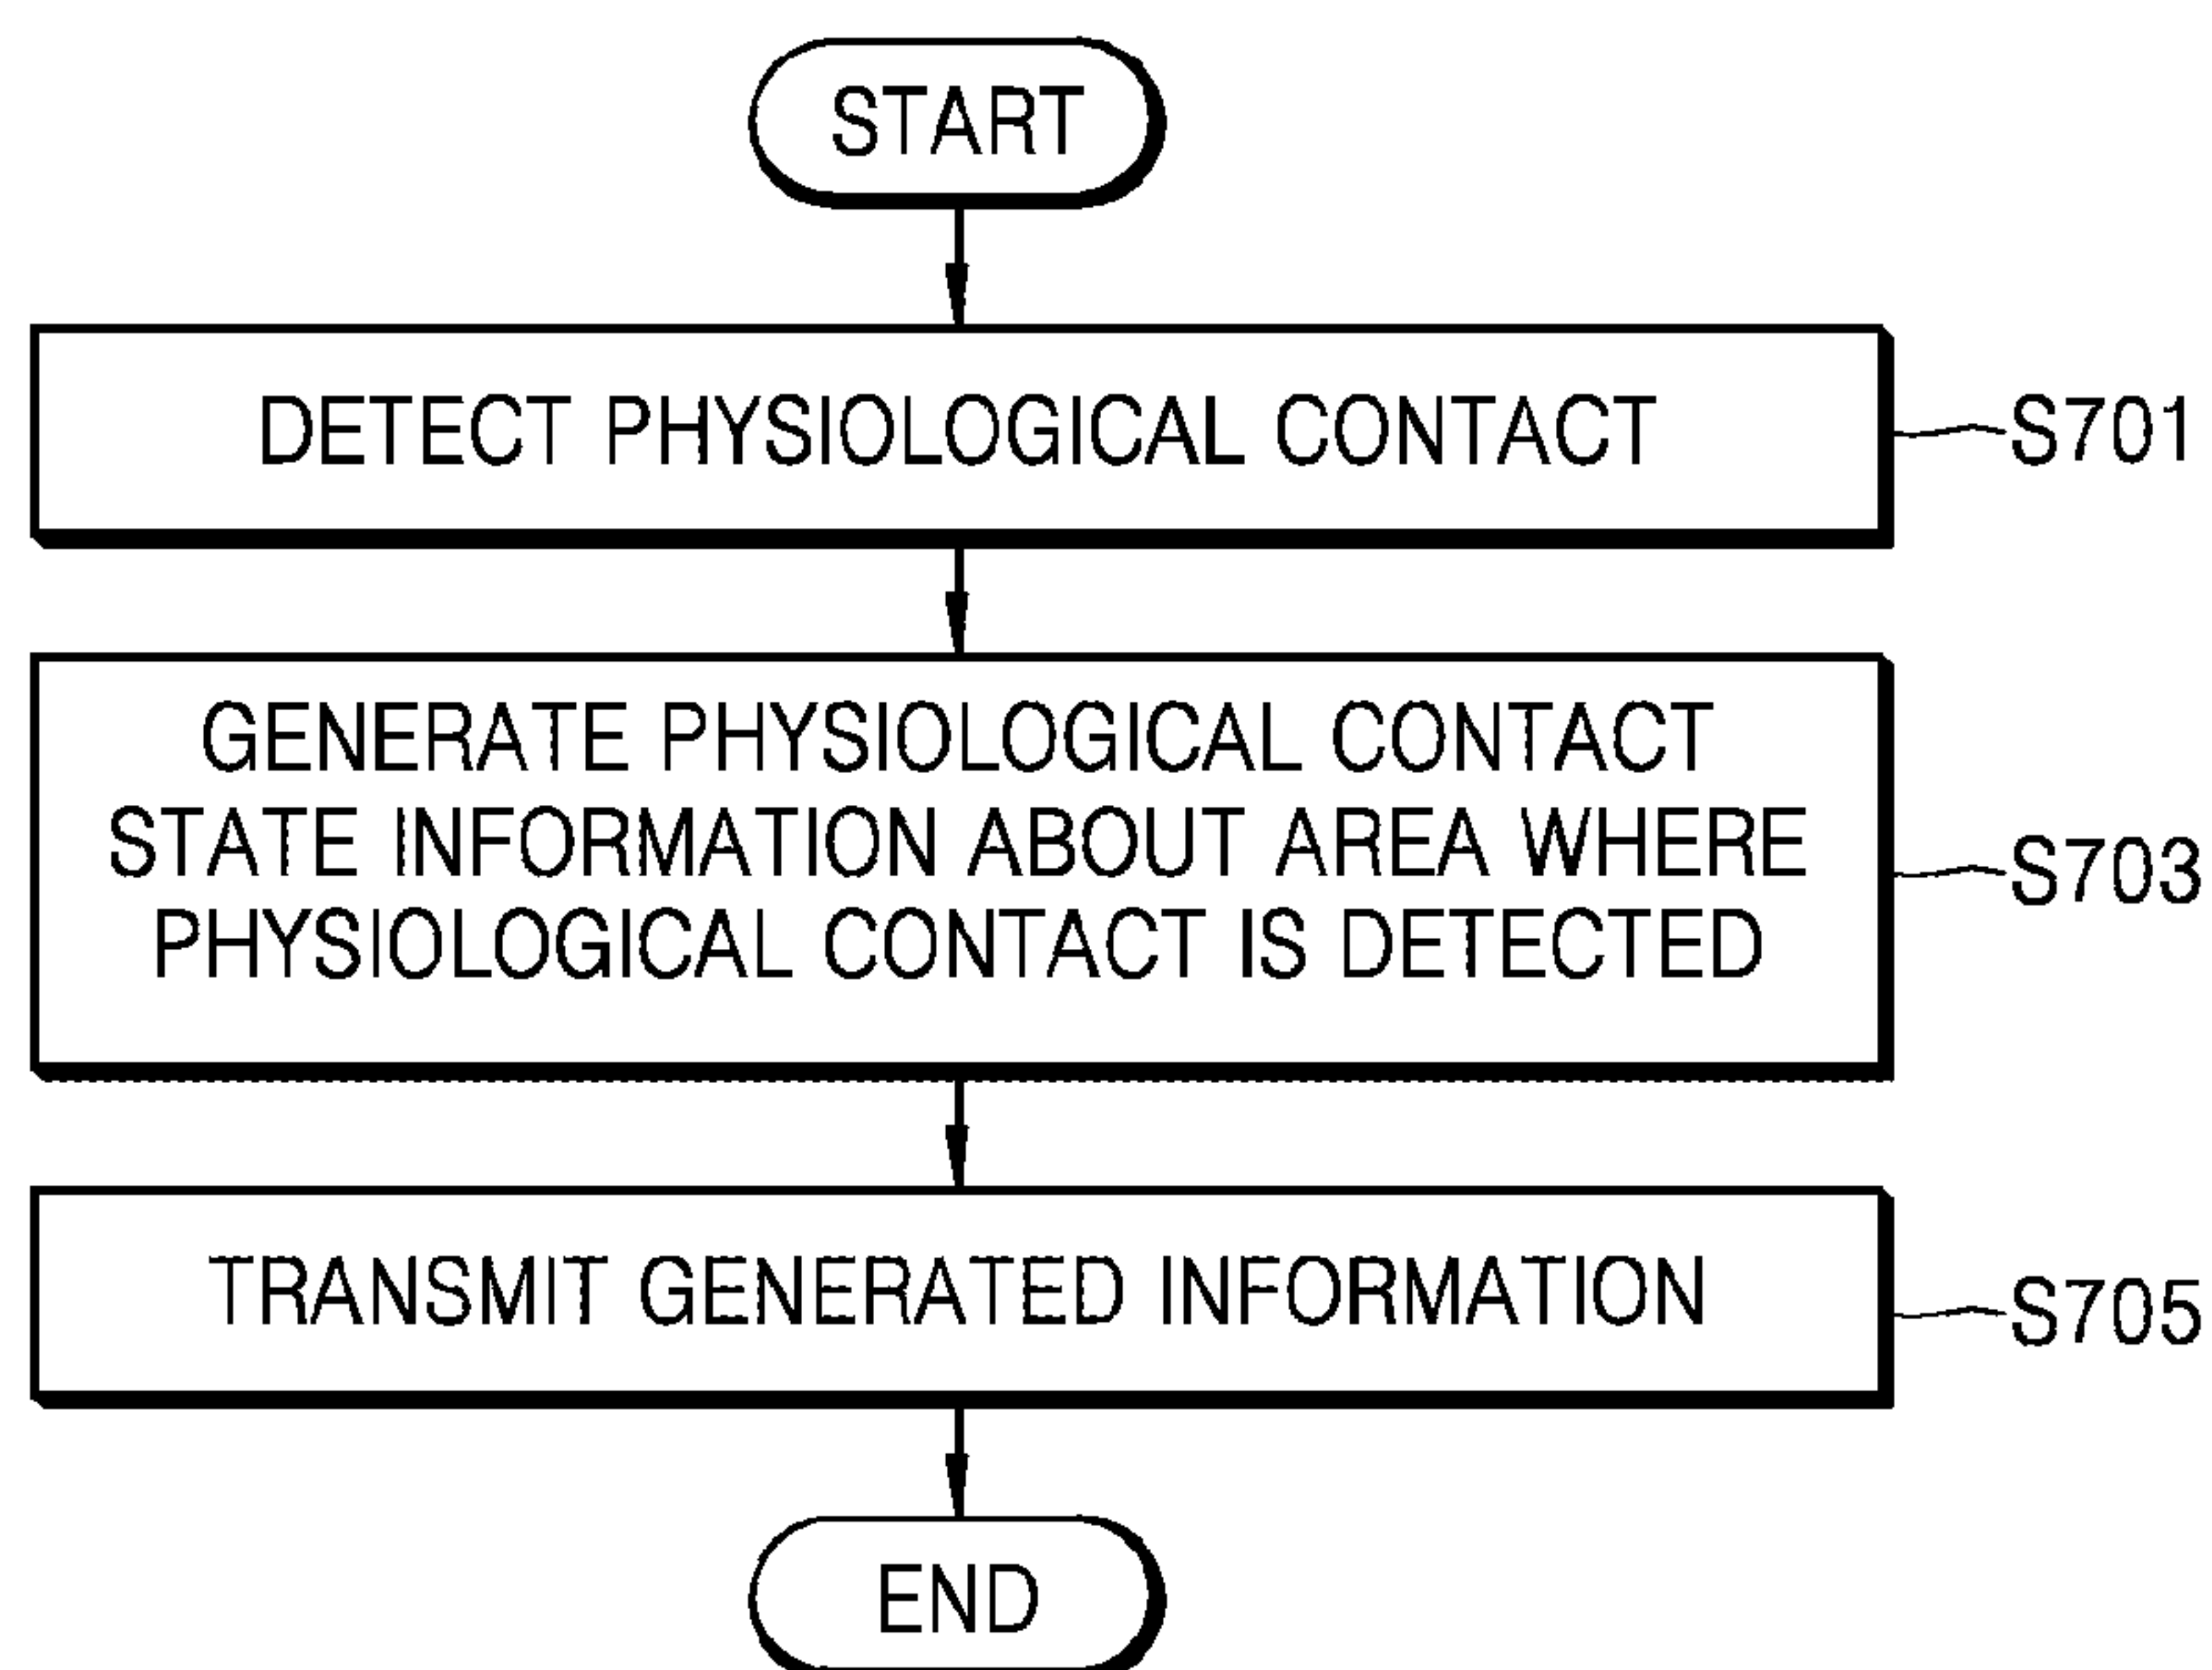 START
DETECT PHYSIOLOGICAL CONTACT
S701
GENERATE PHYSIOLOGICAL CONTACT
STATE INFORMATION ABOUT AREA WHERE
PHYSIOLOGICAL CONTACT IS DETECTED
S703
TRANSMIT GENERATED INFORMATION
S705
END